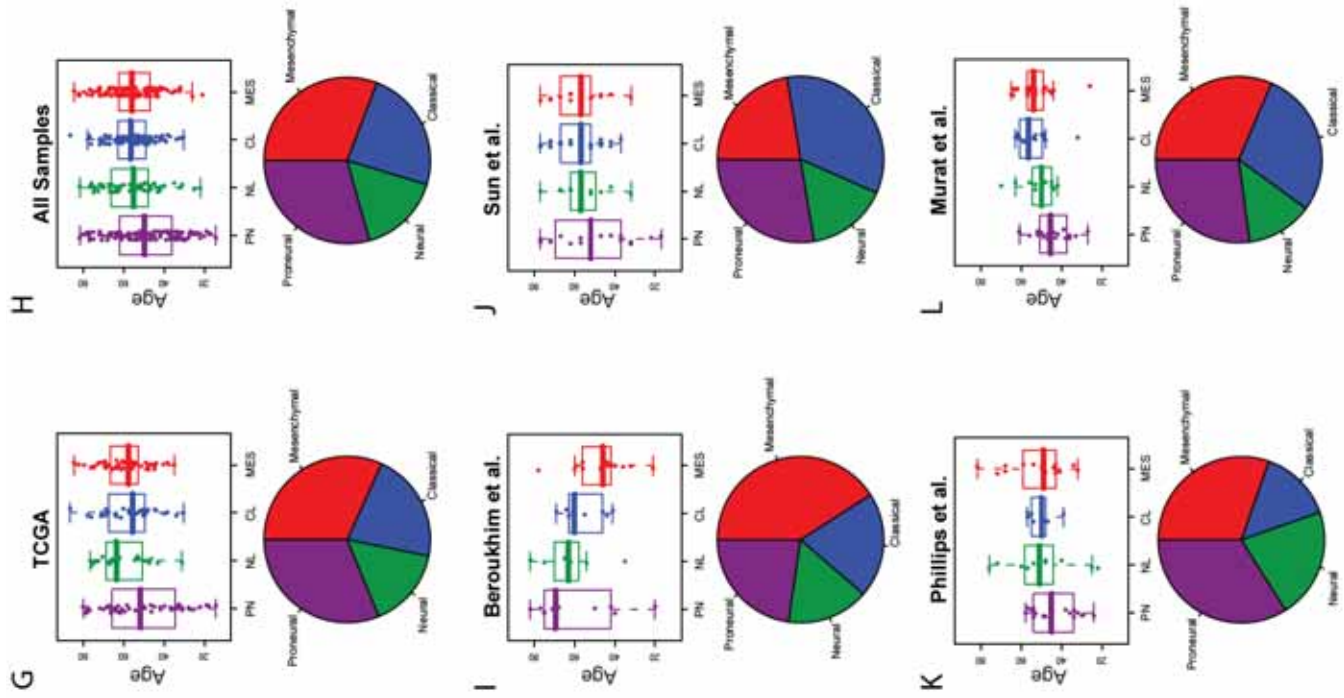 G
TCGA
Age
PN NL CL MES
Proneural Mesenchymal
Neural Classical
H
All Samples
Age
PN NL CL MES
Proneural Mesenchymal
Neural Classical
I
Beroukhim et al.
Age
PN NL CL MES
Proneural Mesenchymal
Neural Classical
J
Sun et al.
Age
PN NL CL MES
Proneural Mesenchymal
Neural Classical
K
Phillips et al.
Age
PN NL CL MES
Proneural Mesenchymal
Neural Classical
L
Murat et al.
Age
PN NL CL MES
Proneural Mesenchymal
Neural Classical